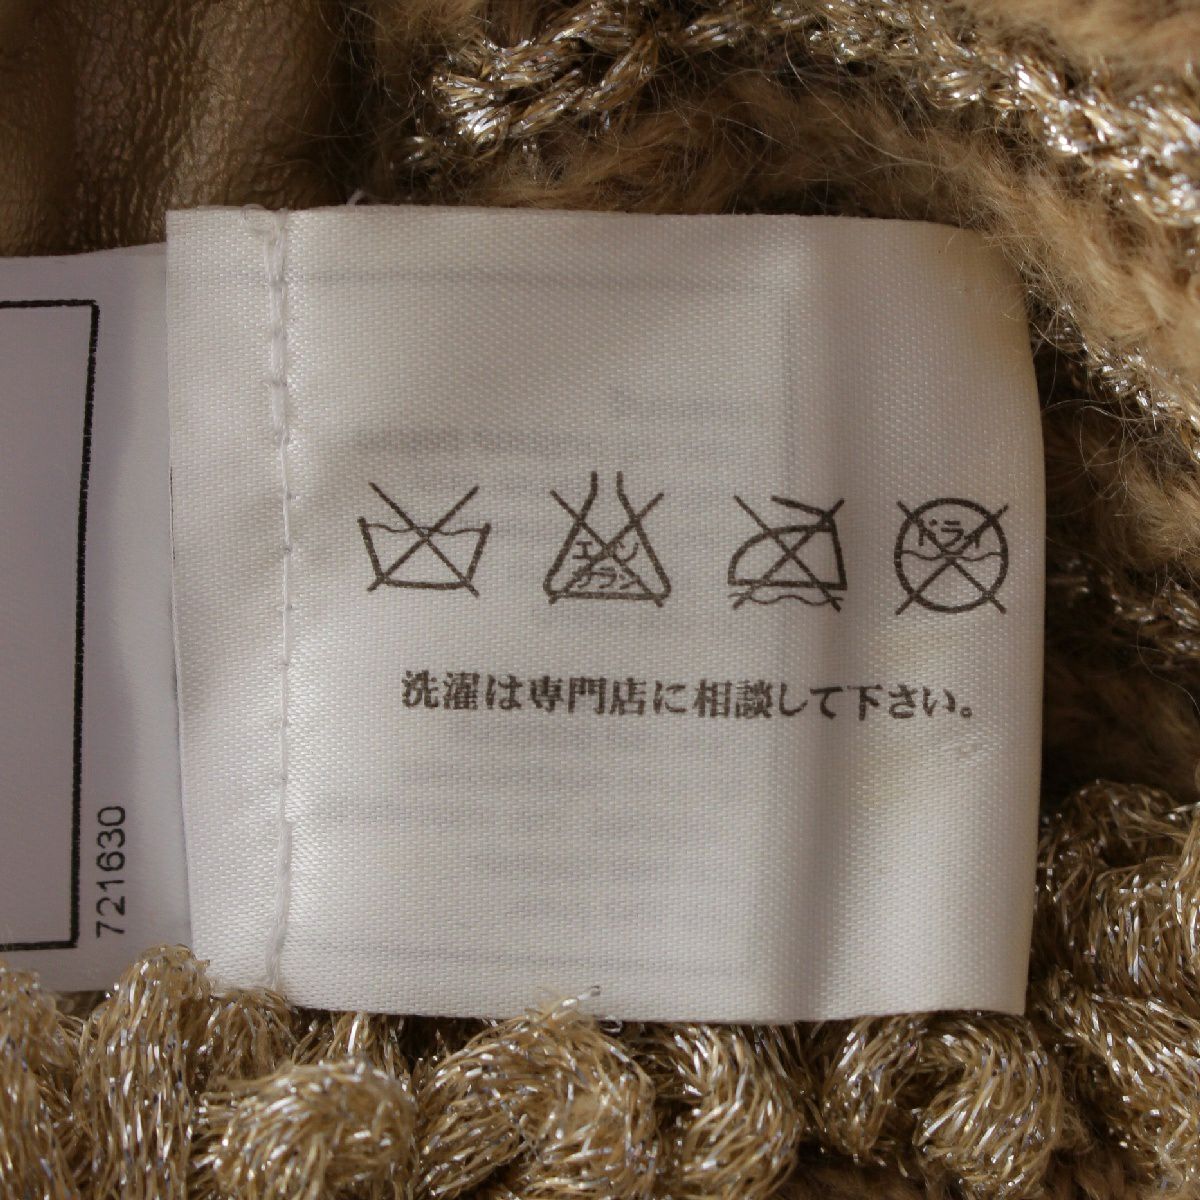 エンソ
サラシ
ドライ
洗濯は専門店に相談して下さい。
721630